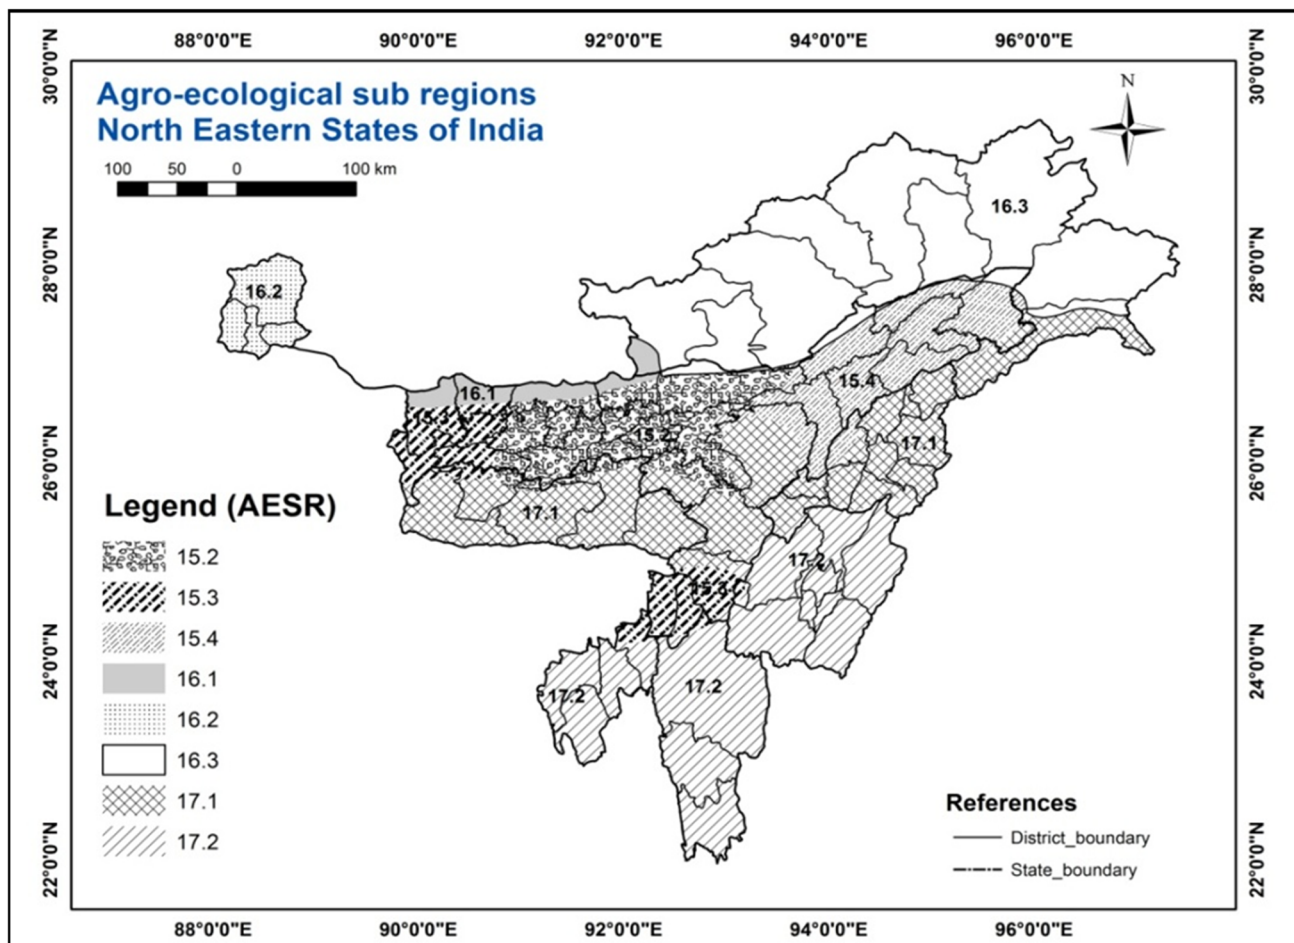 88°0'0"E 90°0'0"E 92°0'0"E 94°0'0"E 96°0'0"E
30°0'0"N
30°0'0"N
Agro-ecological sub regions
North Eastern States of India
N
100 50 0 100 km
16.3
28°0'0"N
28°0'0"N
16.2
15.4
16.1
15.3
15.2
17.1
26°0'0"N
26°0'0"N
17.1
Legend (AESR)
15.2
15.3
15.4
16.1
16.2
16.3
17.1
17.2
17.2
15.3
24°0'0"N
24°0'0"N
17.2
17.2
References
District_boundary
State_boundary
22°0'0"N
22°0'0"N
88°0'0"E 90°0'0"E 92°0'0"E 94°0'0"E 96°0'0"E